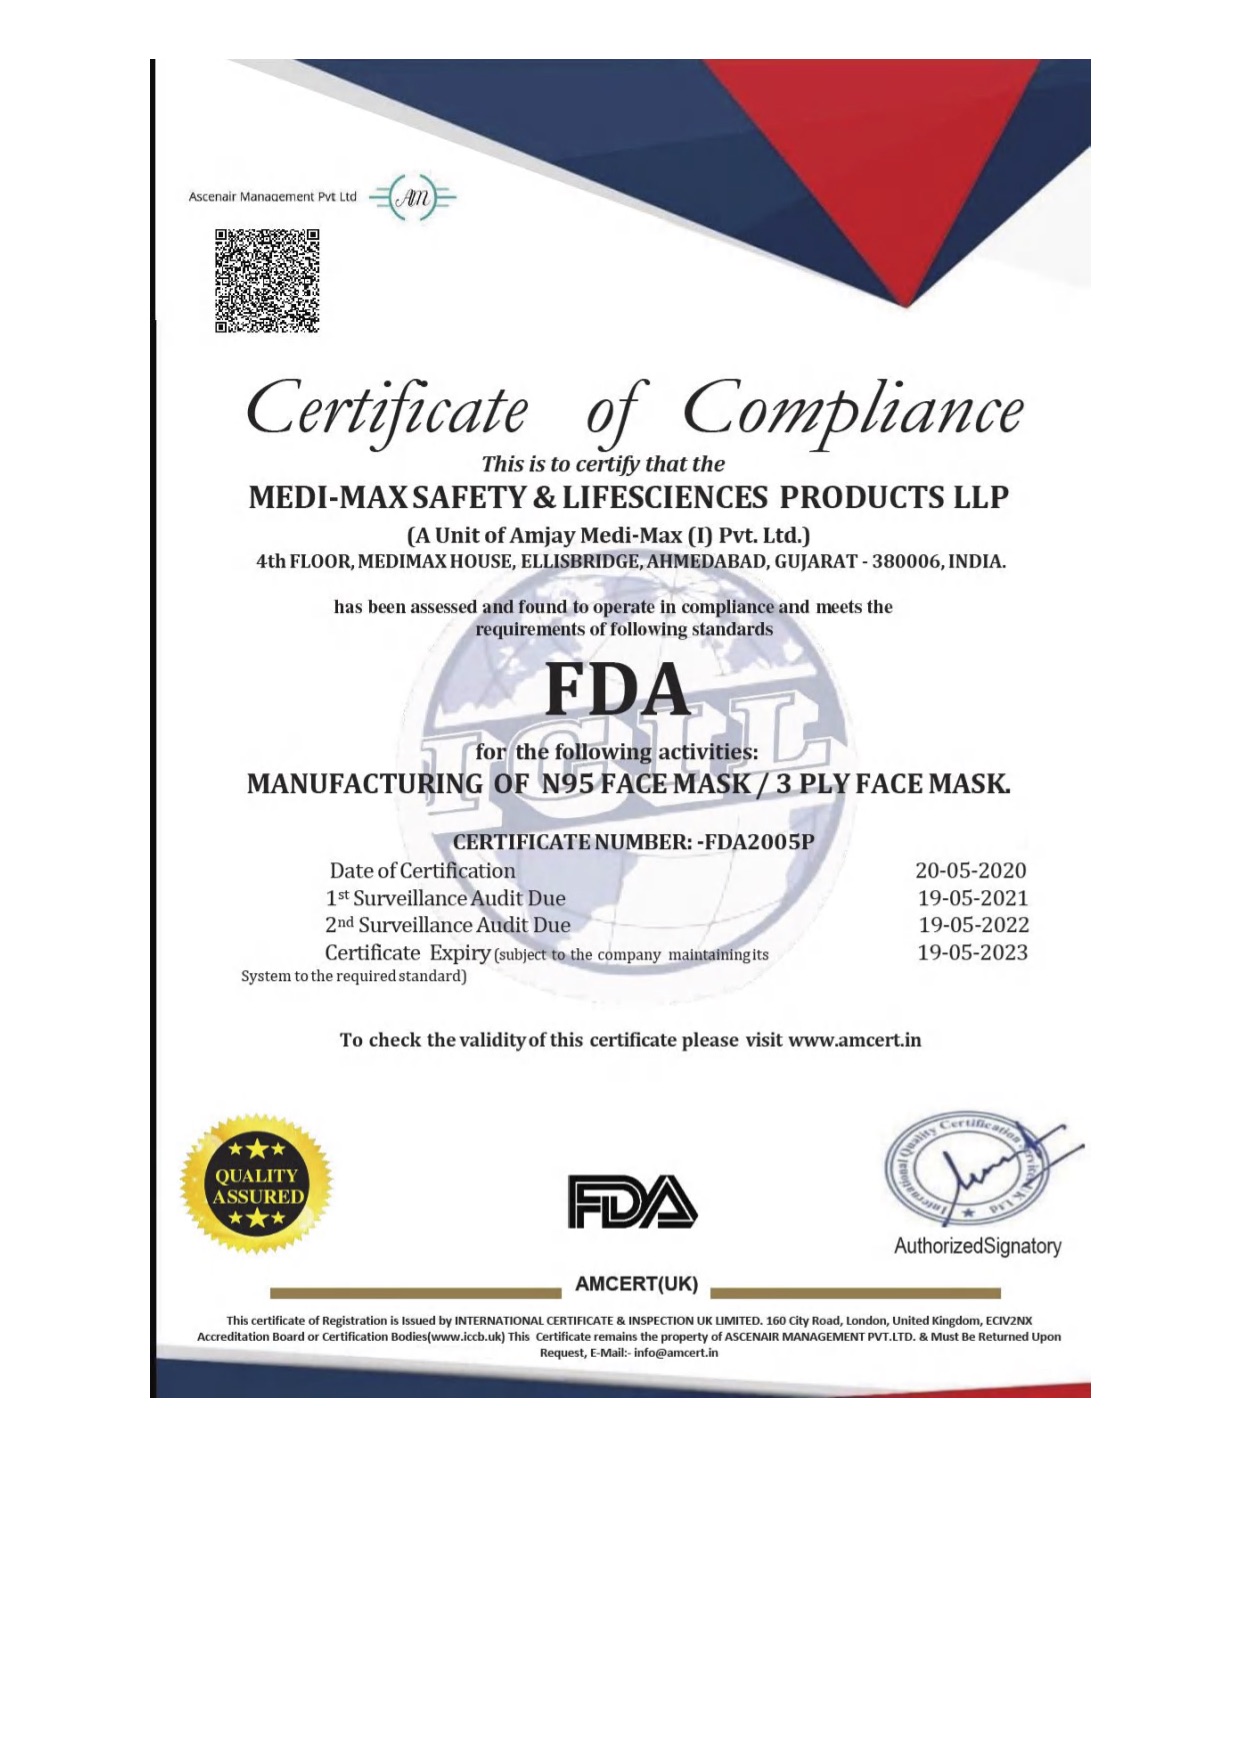 Ascenair Management Pvt Ltd
AM
Certificate of Compliance
This is to certify that the
MEDI-MAX SAFETY & LIFESCIENCES PRODUCTS LLP
(A Unit of Amjay Medi-Max (I) Pvt. Ltd.)
4th FLOOR, MEDIMAX HOUSE, ELLISBRIDGE, AHMEDABAD, GUJARAT - 380006, INDIA.
has been assessed and found to operate in compliance and meets the
requirements of following standards
FDA
ICIL
for the following activities:
MANUFACTURING OF N95 FACE MASK / 3 PLY FACE MASK.
CERTIFICATE NUMBER: -FDA2005P
Date of Certification 20-05-2020
1st Surveillance Audit Due 19-05-2021
2nd Surveillance Audit Due 19-05-2022
Certificate Expiry (subject to the company maintaining its 19-05-2023
System to the required standard)
To check the validity of this certificate please visit www.amcert.in
QUALITY
ASSURED
FDA
International Quality Certification Services UK Ltd
Authorized Signatory
AMCERT(UK)
This certificate of Registration is Issued by INTERNATIONAL CERTIFICATE & INSPECTION UK LIMITED. 160 City Road, London, United Kingdom, ECIV2NX
Accreditation Board or Certification Bodies(www.iccb.uk) This Certificate remains the property of ASCENAIR MANAGEMENT PVT.LTD. & Must Be Returned Upon
Request, E-Mail:- info@amcert.in